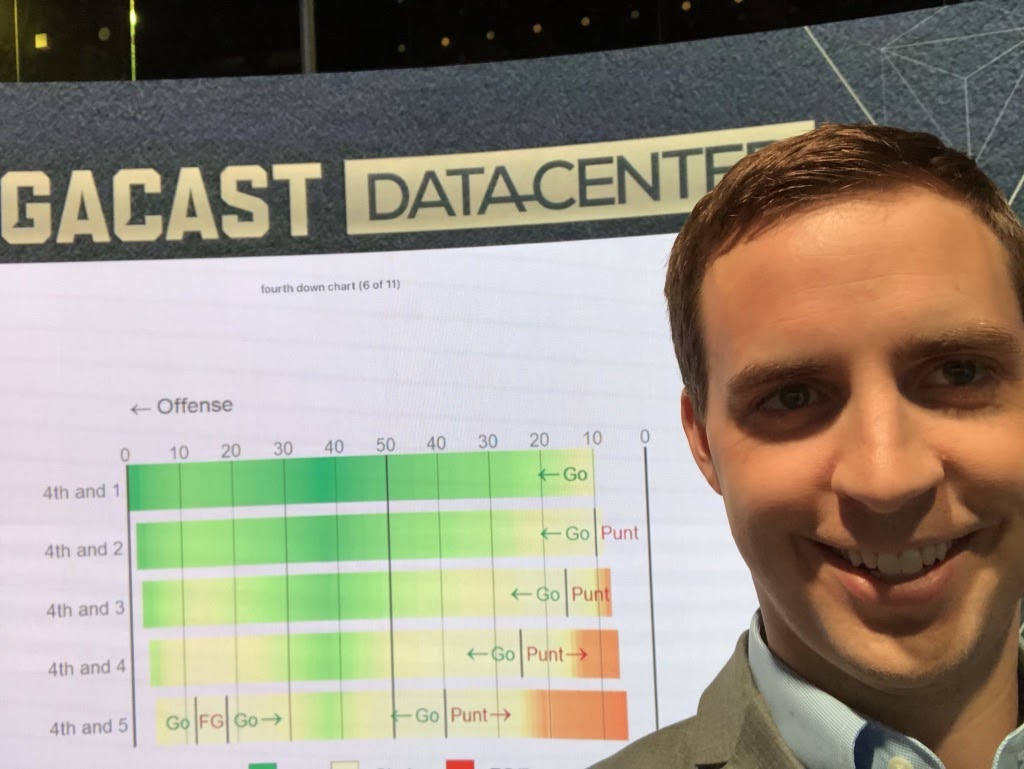 GACAST DATA-CENTE
fourth down chart (6 of 11)
← Offense
0 10 20 30 40 50 40 30 20 10 0
4th and 1 ← Go
4th and 2 ← Go Punt
4th and 3 ← Go Punt
4th and 4 ← Go Punt →
4th and 5 Go FG Go → ← Go Punt →